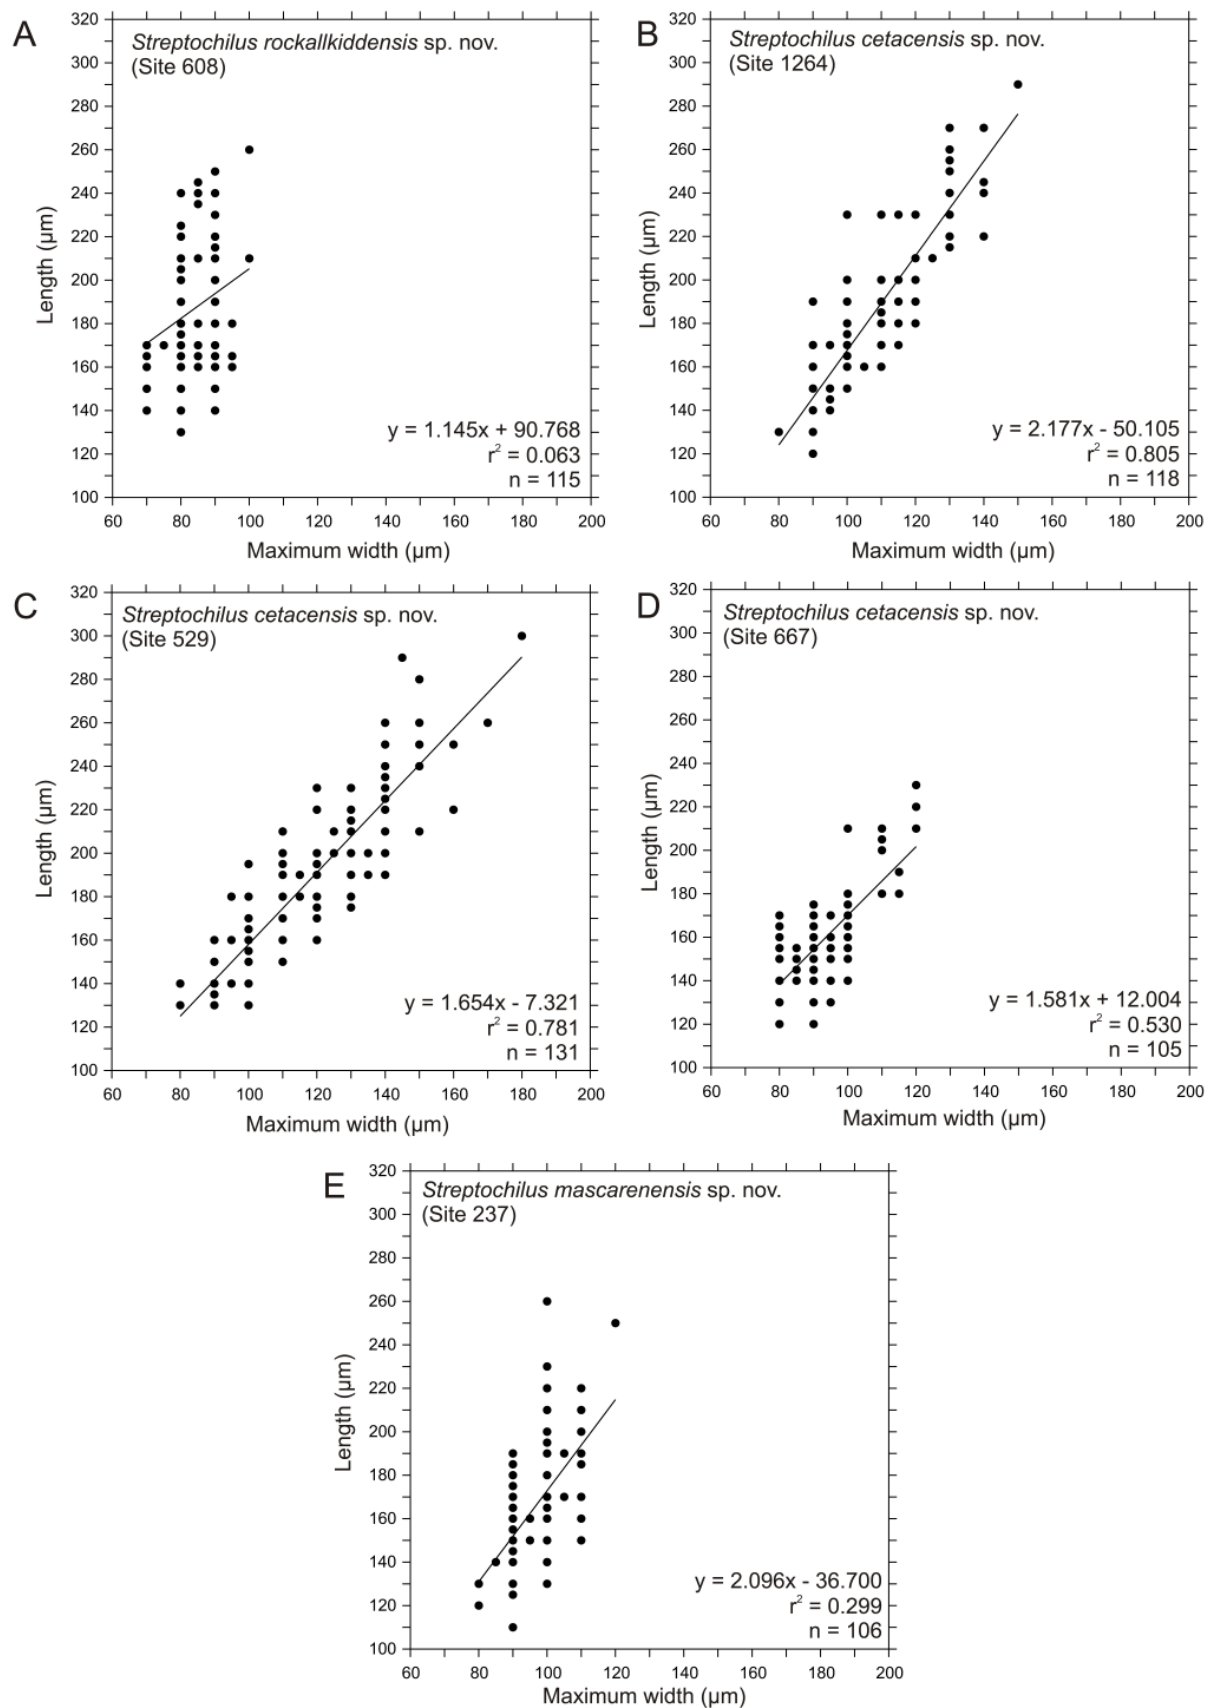 A
Streptochilus rockallkiddensis sp. nov.
(Site 608)
320
300
280
260
240
220
200
180
160
140
120
100
Length (µm)
y = 1.145x + 90.768
r² = 0.063
n = 115
60 80 100 120 140 160 180 200
Maximum width (µm)
B
Streptochilus cetacensis sp. nov.
(Site 1264)
320
300
280
260
240
220
200
180
160
140
120
100
Length (µm)
y = 2.177x - 50.105
r² = 0.805
n = 118
60 80 100 120 140 160 180 200
Maximum width (µm)
C
Streptochilus cetacensis sp. nov.
(Site 529)
320
300
280
260
240
220
200
180
160
140
120
100
Length (µm)
y = 1.654x - 7.321
r² = 0.781
n = 131
60 80 100 120 140 160 180 200
Maximum width (µm)
D
Streptochilus cetacensis sp. nov.
(Site 667)
320
300
280
260
240
220
200
180
160
140
120
100
Length (µm)
y = 1.581x + 12.004
r² = 0.530
n = 105
60 80 100 120 140 160 180 200
Maximum width (µm)
E
Streptochilus mascarenensis sp. nov.
(Site 237)
320
300
280
260
240
220
200
180
160
140
120
100
Length (µm)
y = 2.096x - 36.700
r² = 0.299
n = 106
60 80 100 120 140 160 180 200
Maximum width (µm)